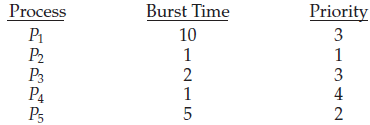 Process Burst Time Priority
P1 10 3
P2 1 1
P3 2 3
P4 1 4
P5 5 2